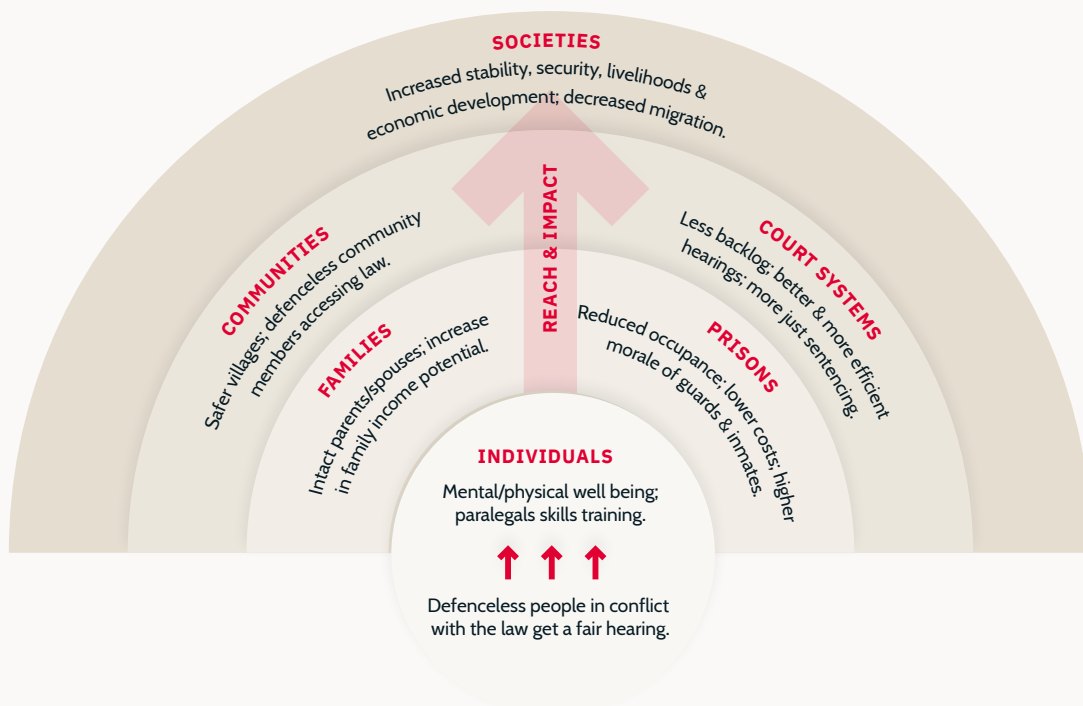 SOCIETIES
Increased stability, security, livelihoods &
economic development; decreased migration.
REACH & IMPACT
COMMUNITIES
Safer villages; defenceless community
members accessing law.
COURT SYSTEMS
Less backlog; better & more efficient
hearings; more just sentencing.
FAMILIES
Intact parents/spouses; increase
in family income potential.
PRISONS
Reduced occupance; lower costs; higher
morale of guards & inmates.
INDIVIDUALS
Mental/physical well being;
paralegals skills training.
Defenceless people in conflict
with the law get a fair hearing.